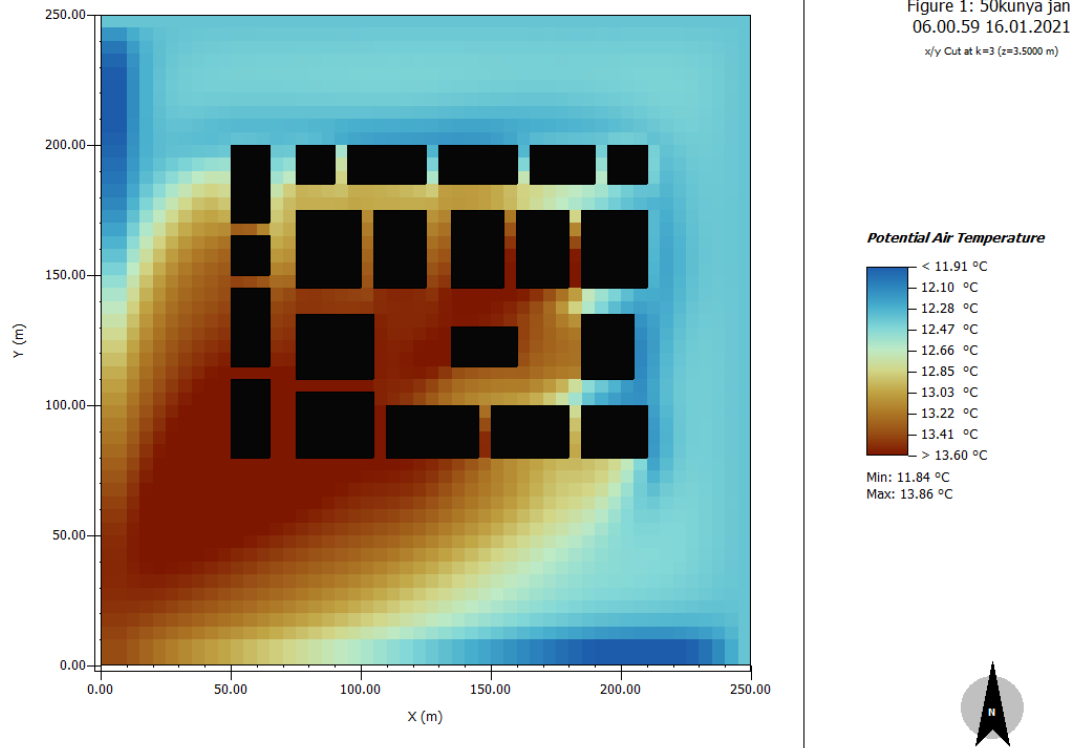 Figure 1: 50kunya jan
06.00.59 16.01.2021
x/y Cut at k=3 (z=3.5000 m)
250.00
200.00
150.00
100.00
50.00
0.00
Y (m)
0.00 50.00 100.00 150.00 200.00 250.00
X (m)
Potential Air Temperature
< 11.91 °C
12.10 °C
12.28 °C
12.47 °C
12.66 °C
12.85 °C
13.03 °C
13.22 °C
13.41 °C
> 13.60 °C
Min: 11.84 °C
Max: 13.86 °C
N